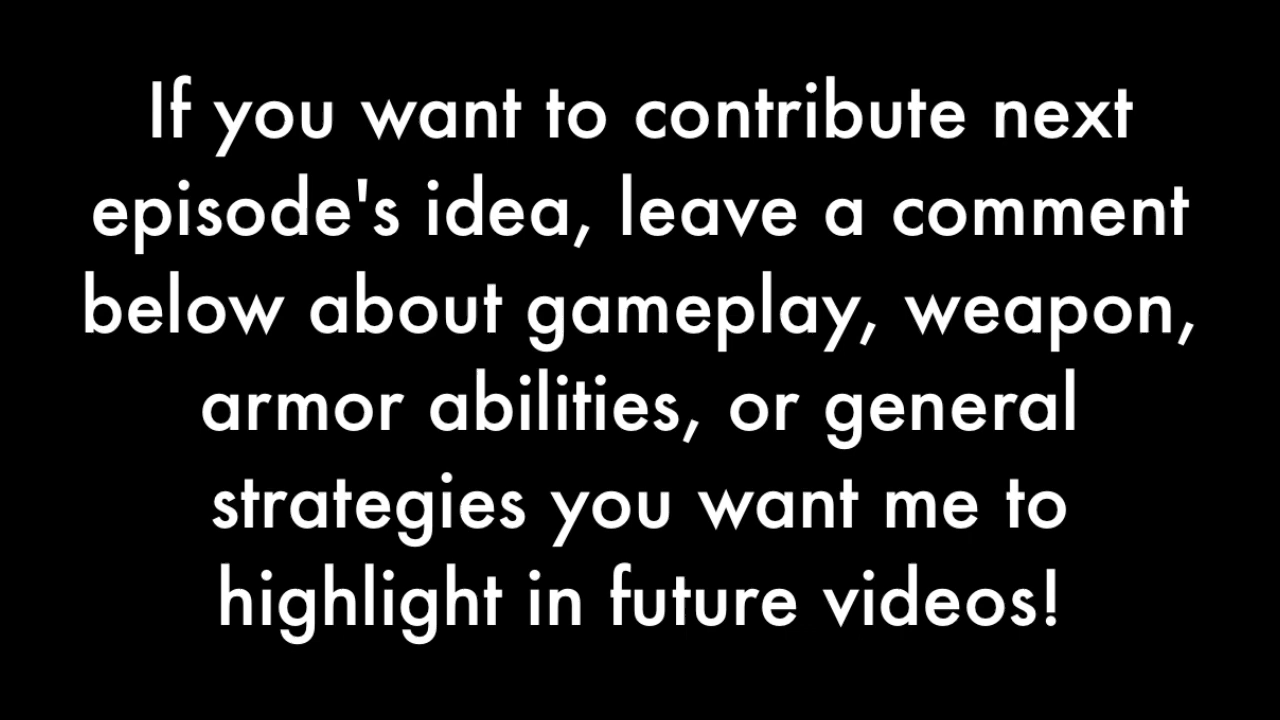 If you want to contribute next
episode's idea, leave a comment
below about gameplay, weapon,
armor abilities, or general
strategies you want me to
highlight in future videos!